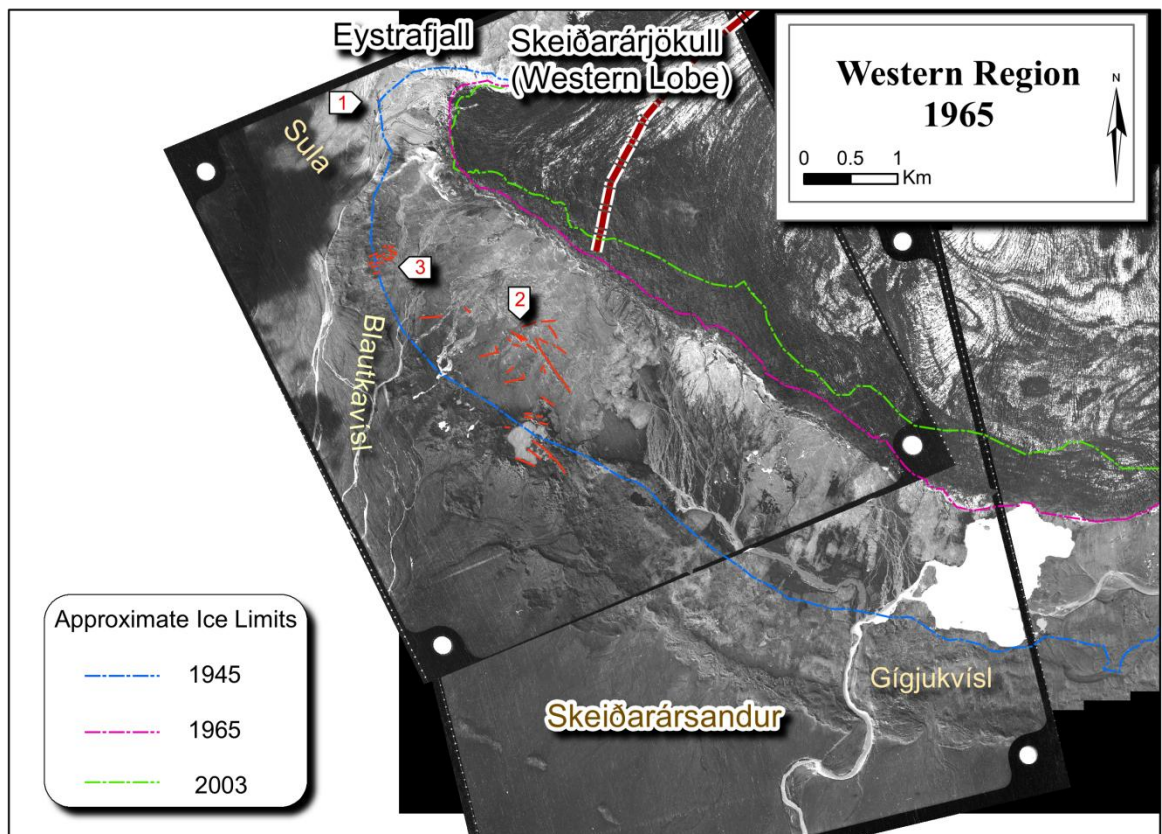 Eystrafjall
Skeiðarárjökull
(Western Lobe)
Western Region
1965
N
0 0.5 1
Km
1
Sula
3
2
Blautkavísl
Approximate Ice Limits
1945
1965
2003
Gígjukvísl
Skeiðarársandur